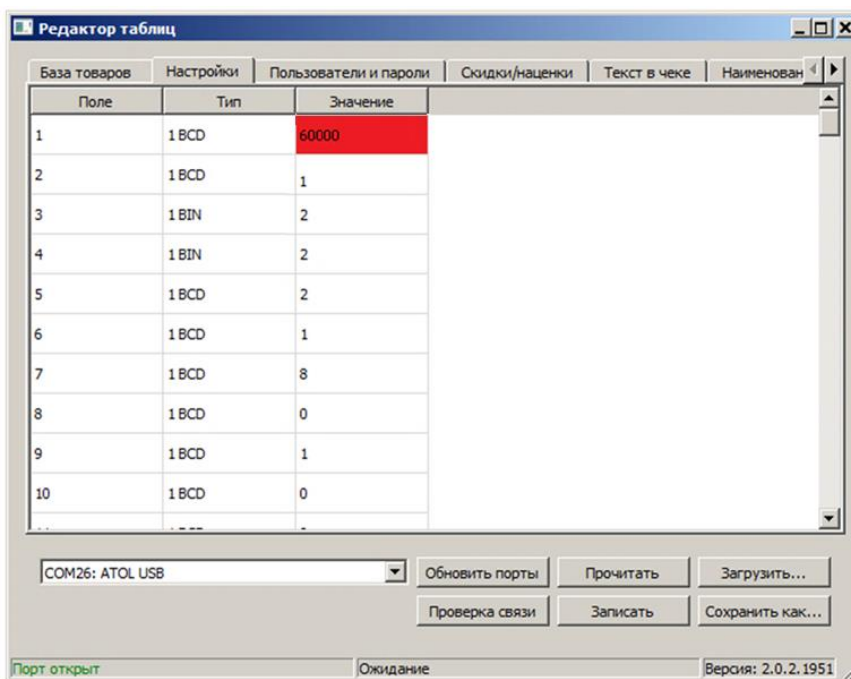 Редактор таблиц
База товаров Настройки Пользователи и пароли Скидки/наценки Текст в чеке Наименован
Поле Тип Значение
1 1 BCD 60000
2 1 BCD 1
3 1 BIN 2
4 1 BIN 2
5 1 BCD 2
6 1 BCD 1
7 1 BCD 8
8 1 BCD 0
9 1 BCD 1
10 1 BCD 0
COM26: ATOL USB Обновить порты Прочитать Загрузить...
Проверка связи Записать Сохранить как...
Порт открыт Ожидание Версия: 2.0.2.1951